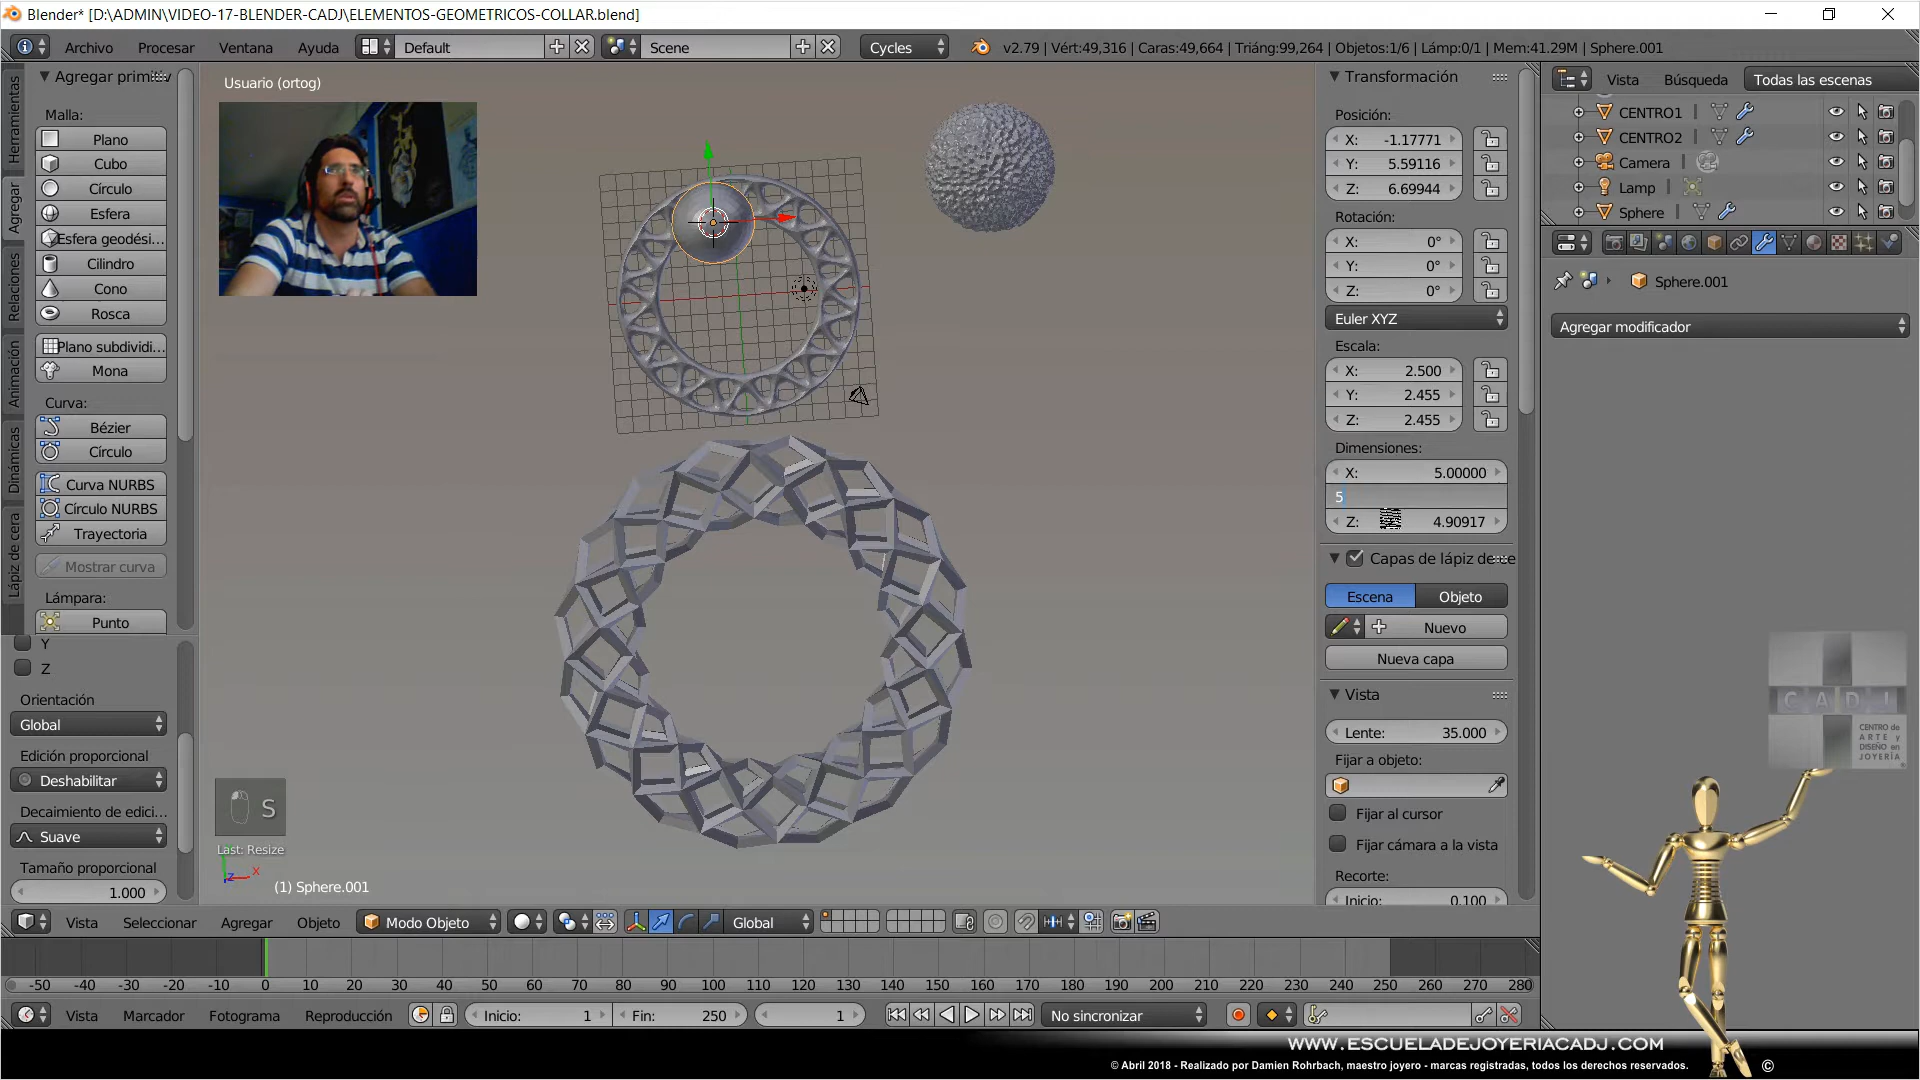 Blender* [D:\ADMIN\VIDEO-17-BLENDER-CADJ\ELEMENTOS-GEOMETRICOS-COLLAR.blend]
Archivo Procesar Ventana Ayuda Default Scene Cycles v2.79 | Vért:49,316 | Caras:49,664 | Triáng:99,264 | Objetos:1/6 | Lámp:0/1 | Mem:41.29M | Sphere.001
Herramientas
Agregar
Relaciones
Animación
Dinámicas
Lápiz de cera
Agregar primitiv
Malla:
Plano
Cubo
Círculo
Esfera
Esfera geodési...
Cilindro
Cono
Rosca
Plano subdividi...
Mona
Curva:
Bézier
Círculo
Curva NURBS
Círculo NURBS
Trayectoria
Mostrar curva
Lámpara:
Punto
Y
Z
Orientación
Global
Edición proporcional
Deshabilitar
Decaimiento de edici...
Suave
Tamaño proporcional
1.000
Usuario (ortog)
S
Last: Resize
Z X
(1) Sphere.001
Transformación
Posición:
X: -1.17771
Y: 5.59116
Z: 6.69944
Rotación:
X: 0°
Y: 0°
Z: 0°
Euler XYZ
Escala:
X: 2.500
Y: 2.455
Z: 2.455
Dimensiones:
X: 5.00000
5
Z: 4.90917
Capas de lápiz de
Escena Objeto
Nuevo
Nueva capa
Vista
Lente: 35.000
Fijar a objeto:
Fijar al cursor
Fijar cámara a la vista
Recorte:
Inicio: 0.100
Vista Búsqueda Todas las escenas
CENTRO1
CENTRO2
Camera
Lamp
Sphere
Sphere.001
Agregar modificador
CADJ
CENTRO de
ARTE y
DISEÑO en
JOYERÍA
Vista Seleccionar Agregar Objeto Modo Objeto Global
-50 -40 -30 -20 -10 0 10 20 30 40 50 60 70 80 90 100 110 120 130 140 150 160 170 180 190 200 210 220 230 240 250 260 270 280
Vista Marcador Fotograma Reproducción Inicio: 1 Fin: 250 1 No sincronizar
WWW.ESCUELADEJOYERIACADJ.COM
© Abril 2018 - Realizado por Damien Rohrbach, maestro joyero - marcas registradas, todos los derechos reservados. ©